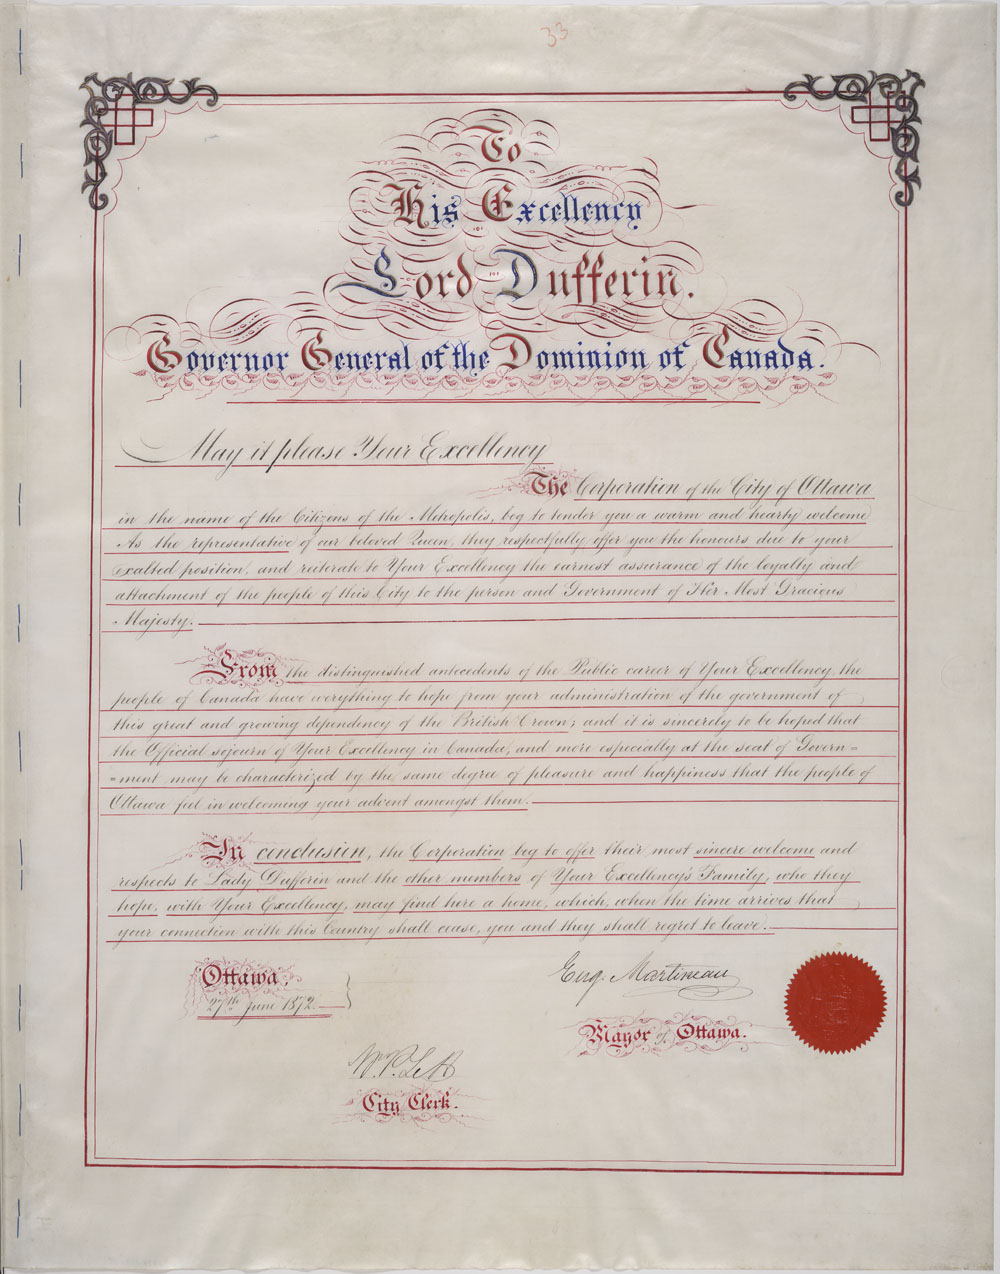 33
To
His Excellency
Lord Dufferin.
Governor General of the Dominion of Canada.
May it please Your Excellency
The Corporation of the City of Ottawa
in the name of the Citizens of the Metropolis, beg to tender you a warm and hearty welcome
As the representative of our beloved Queen, they respectfully offer you the honours due to your
exalted position, and reiterate to Your Excellency the earnest assurance of the loyalty and
attachment of the people of this City to the person and Government of Her Most Gracious
Majesty.
From the distinguished antecedents of the Public career of Your Excellency, the
people of Canada have everything to hope from your administration of the government of
this great and growing dependency of the British Crown; and it is sincerely to be hoped that
the Official sojourn of Your Excellency in Canada, and more especially at the seat of Govern=
=ment may be characterized by the same degree of pleasure and happiness that the people of
Ottawa feel in welcoming your advent amongst them.
In conclusion, the Corporation beg to offer their most sincere welcome and
respects to Lady Dufferin and the other members of Your Excellency's Family, who they
hope, with Your Excellency, may find here a home, which, when the time arrives that
your connection with this Country shall cease, you and they shall regret to leave.
Ottawa,
27th June 1872.
Eug. Martineau
Mayor of Ottawa.
Wm. P. Lett
City Clerk.